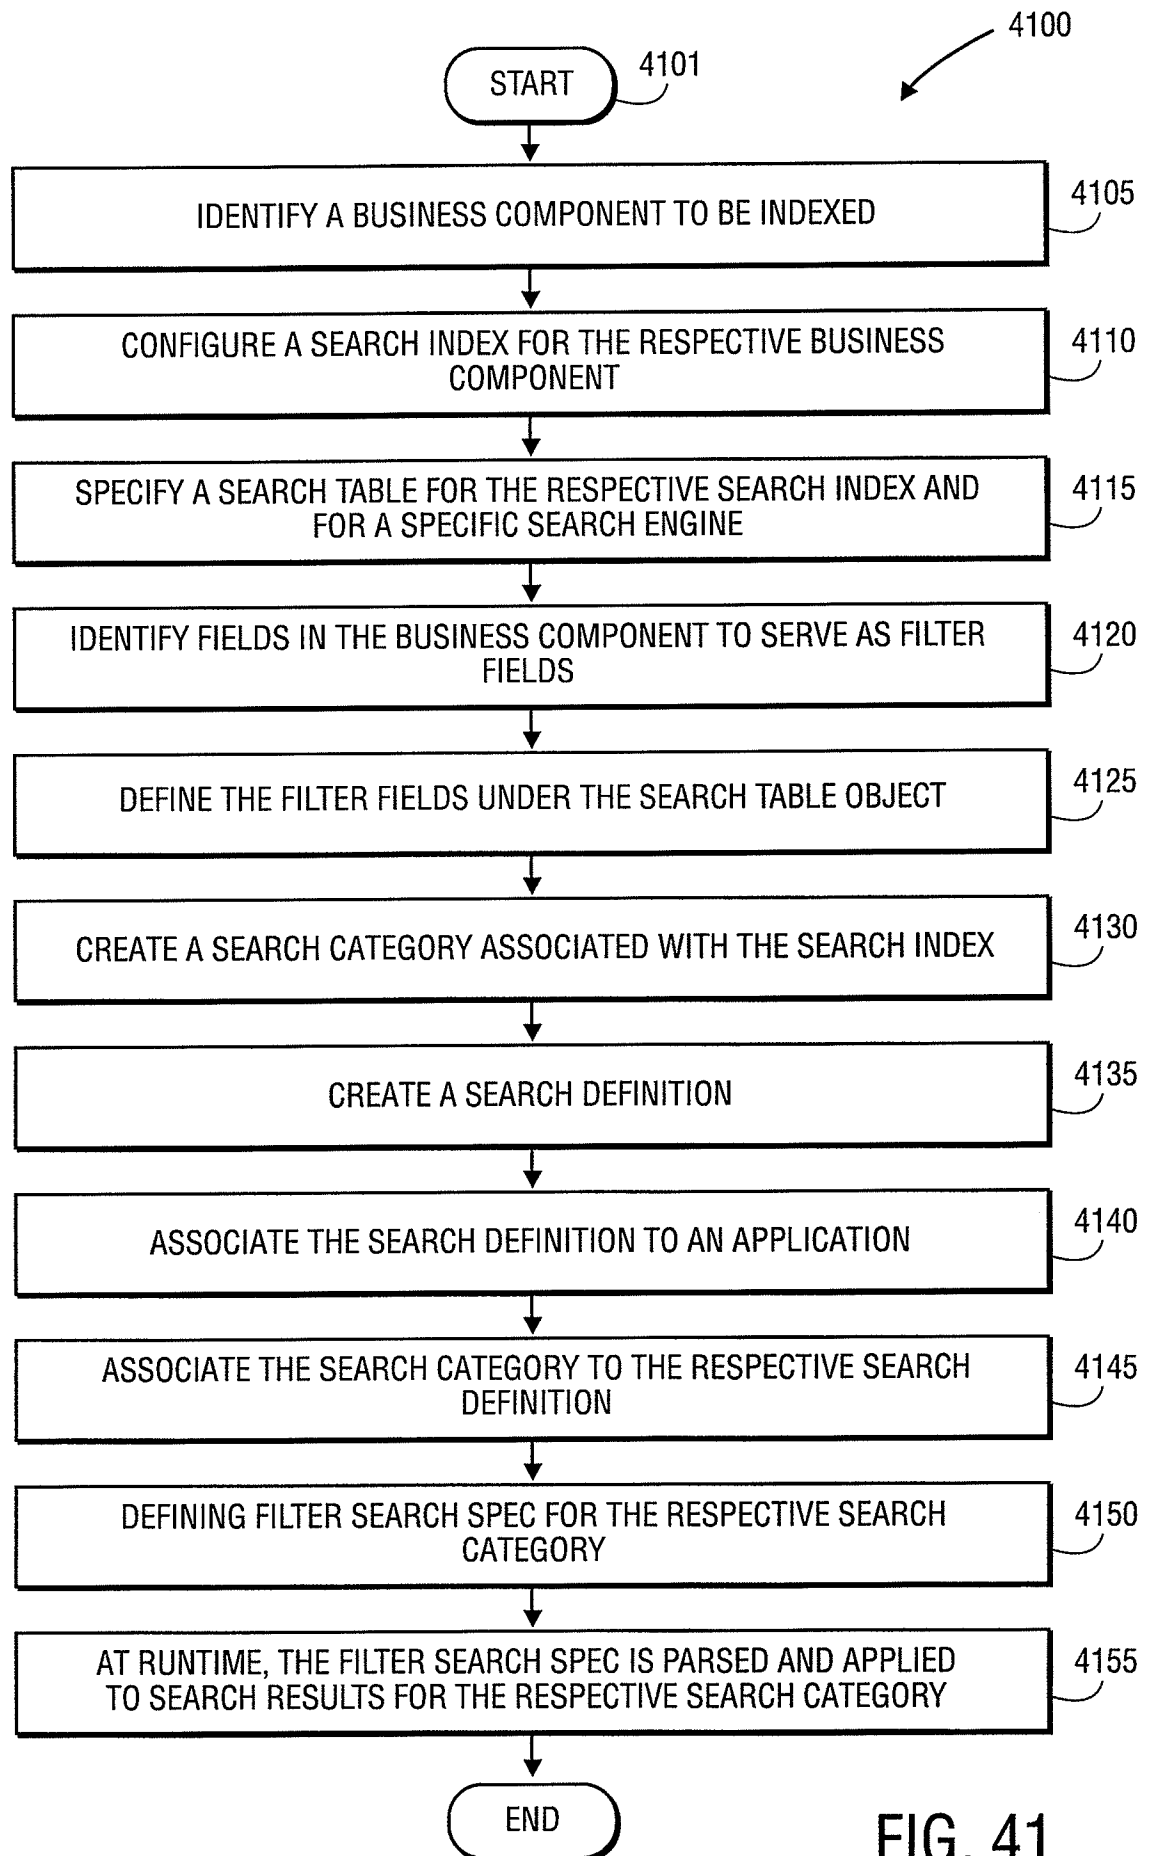 4100
START
4101
IDENTIFY A BUSINESS COMPONENT TO BE INDEXED
4105
CONFIGURE A SEARCH INDEX FOR THE RESPECTIVE BUSINESS
COMPONENT
4110
SPECIFY A SEARCH TABLE FOR THE RESPECTIVE SEARCH INDEX AND
FOR A SPECIFIC SEARCH ENGINE
4115
IDENTIFY FIELDS IN THE BUSINESS COMPONENT TO SERVE AS FILTER
FIELDS
4120
DEFINE THE FILTER FIELDS UNDER THE SEARCH TABLE OBJECT
4125
CREATE A SEARCH CATEGORY ASSOCIATED WITH THE SEARCH INDEX
4130
CREATE A SEARCH DEFINITION
4135
ASSOCIATE THE SEARCH DEFINITION TO AN APPLICATION
4140
ASSOCIATE THE SEARCH CATEGORY TO THE RESPECTIVE SEARCH
DEFINITION
4145
DEFINING FILTER SEARCH SPEC FOR THE RESPECTIVE SEARCH
CATEGORY
4150
AT RUNTIME, THE FILTER SEARCH SPEC IS PARSED AND APPLIED
TO SEARCH RESULTS FOR THE RESPECTIVE SEARCH CATEGORY
4155
END
FIG. 41